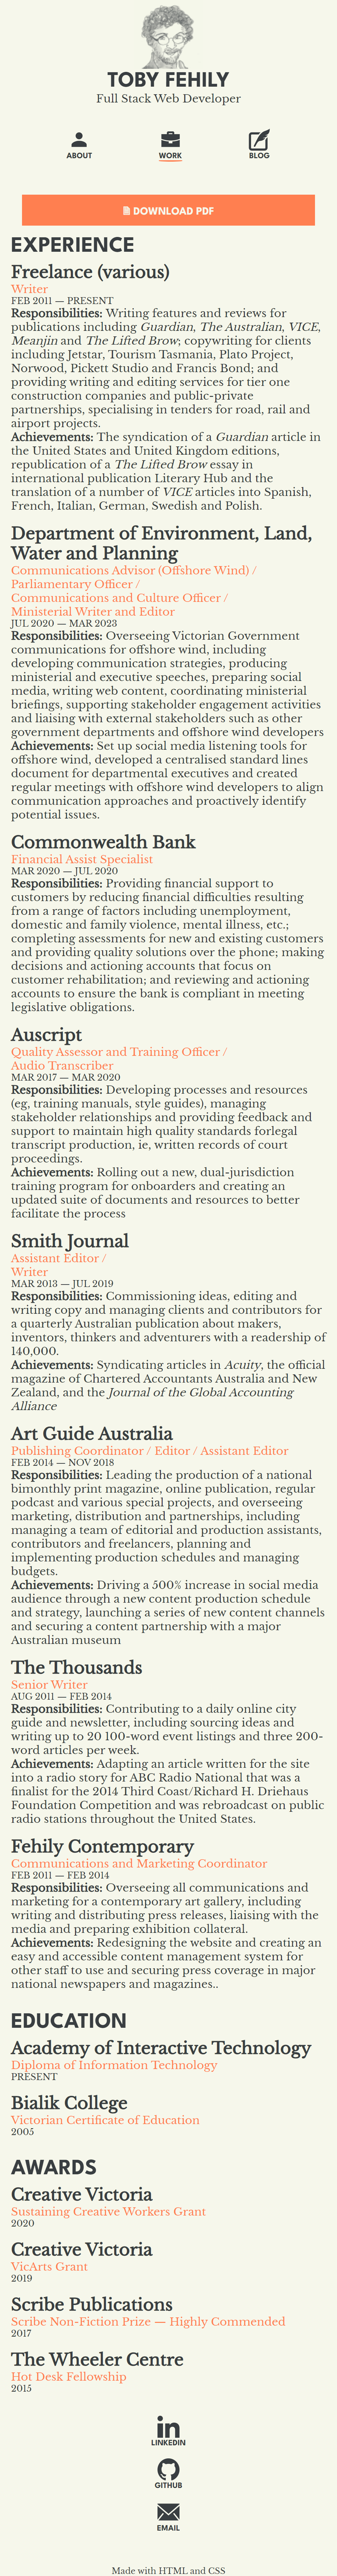 TOBY FEHILY
Full Stack Web Developer
ABOUT
WORK
BLOG
DOWNLOAD PDF
EXPERIENCE
Freelance (various)
Writer
FEB 2011 — PRESENT
Responsibilities: Writing features and reviews for
publications including Guardian, The Australian, VICE,
Meanjin and The Lifted Brow; copywriting for clients
including Jetstar, Tourism Tasmania, Plato Project,
Norwood, Pickett Studio and Francis Bond; and
providing writing and editing services for tier one
construction companies and public-private
partnerships, specialising in tenders for road, rail and
airport projects.
Achievements: The syndication of a Guardian article in
the United States and United Kingdom editions,
republication of a The Lifted Brow essay in
international publication Literary Hub and the
translation of a number of VICE articles into Spanish,
French, Italian, German, Swedish and Polish.
Department of Environment, Land,
Water and Planning
Communications Advisor (Offshore Wind) /
Parliamentary Officer /
Communications and Culture Officer /
Ministerial Writer and Editor
JUL 2020 — MAR 2023
Responsibilities: Overseeing Victorian Government
communications for offshore wind, including
developing communication strategies, producing
ministerial and executive speeches, preparing social
media, writing web content, coordinating ministerial
briefings, supporting stakeholder engagement activities
and liaising with external stakeholders such as other
government departments and offshore wind developers
Achievements: Set up social media listening tools for
offshore wind, developed a centralised standard lines
document for departmental executives and created
regular meetings with offshore wind developers to align
communication approaches and proactively identify
potential issues.
Commonwealth Bank
Financial Assist Specialist
MAR 2020 — JUL 2020
Responsibilities: Providing financial support to
customers by reducing financial difficulties resulting
from a range of factors including unemployment,
domestic and family violence, mental illness, etc.;
completing assessments for new and existing customers
and providing quality solutions over the phone; making
decisions and actioning accounts that focus on
customer rehabilitation; and reviewing and actioning
accounts to ensure the bank is compliant in meeting
legislative obligations.
Auscript
Quality Assessor and Training Officer /
Audio Transcriber
MAR 2017 — MAR 2020
Responsibilities: Developing processes and resources
(eg, training manuals, style guides), managing
stakeholder relationships and providing feedback and
support to maintain high quality standards forlegal
transcript production, ie, written records of court
proceedings.
Achievements: Rolling out a new, dual-jurisdiction
training program for onboarders and creating an
updated suite of documents and resources to better
facilitate the process
Smith Journal
Assistant Editor /
Writer
MAR 2013 — JUL 2019
Responsibilities: Commissioning ideas, editing and
writing copy and managing clients and contributors for
a quarterly Australian publication about makers,
inventors, thinkers and adventurers with a readership of
140,000.
Achievements: Syndicating articles in Acuity, the official
magazine of Chartered Accountants Australia and New
Zealand, and the Journal of the Global Accounting
Alliance
Art Guide Australia
Publishing Coordinator / Editor / Assistant Editor
FEB 2014 — NOV 2018
Responsibilities: Leading the production of a national
bimonthly print magazine, online publication, regular
podcast and various special projects, and overseeing
marketing, distribution and partnerships, including
managing a team of editorial and production assistants,
contributors and freelancers, planning and
implementing production schedules and managing
budgets.
Achievements: Driving a 500% increase in social media
audience through a new content production schedule
and strategy, launching a series of new content channels
and securing a content partnership with a major
Australian museum
The Thousands
Senior Writer
AUG 2011 — FEB 2014
Responsibilities: Contributing to a daily online city
guide and newsletter, including sourcing ideas and
writing up to 20 100-word event listings and three 200-
word articles per week.
Achievements: Adapting an article written for the site
into a radio story for ABC Radio National that was a
finalist for the 2014 Third Coast/Richard H. Driehaus
Foundation Competition and was rebroadcast on public
radio stations throughout the United States.
Fehily Contemporary
Communications and Marketing Coordinator
FEB 2011 — FEB 2014
Responsibilities: Overseeing all communications and
marketing for a contemporary art gallery, including
writing and distributing press releases, liaising with the
media and preparing exhibition collateral.
Achievements: Redesigning the website and creating an
easy and accessible content management system for
other staff to use and securing press coverage in major
national newspapers and magazines..
EDUCATION
Academy of Interactive Technology
Diploma of Information Technology
PRESENT
Bialik College
Victorian Certificate of Education
2005
AWARDS
Creative Victoria
Sustaining Creative Workers Grant
2020
Creative Victoria
VicArts Grant
2019
Scribe Publications
Scribe Non-Fiction Prize — Highly Commended
2017
The Wheeler Centre
Hot Desk Fellowship
2015
LINKEDIN
GITHUB
EMAIL
Made with HTML and CSS